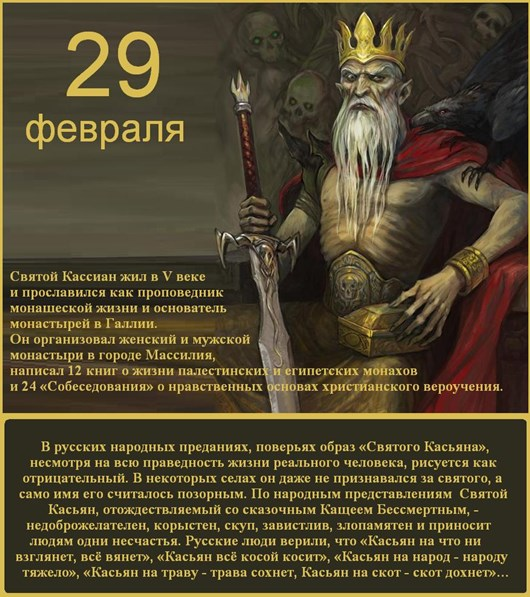 29
февраля
Святой Кассиан жил в V веке
и прославился как проповедник
монашеской жизни и основатель
монастырей в Галлии.
Он организовал женский и мужской
монастыри в городе Массилия,
написал 12 книг о жизни палестинских и египетских монахов
и 24 «Собеседования» о нравственных основах христианского вероучения.
В русских народных преданиях, поверьях образ «Святого Касьяна»,
несмотря на всю праведность жизни реального человека, рисуется как
отрицательный. В некоторых селах он даже не признавался за святого, а
само имя его считалось позорным. По народным представлениям Святой
Касьян, отождествляемый со сказочным Кащеем Бессмертным, -
недоброжелателен, корыстен, скуп, завистлив, злопамятен и приносит
людям одни несчастья. Русские люди верили, что «Касьян на что ни
взглянет, всё вянет», «Касьян всё косой косит», «Касьян на народ - народу
тяжело», «Касьян на траву - трава сохнет, Касьян на скот - скот дохнет»...